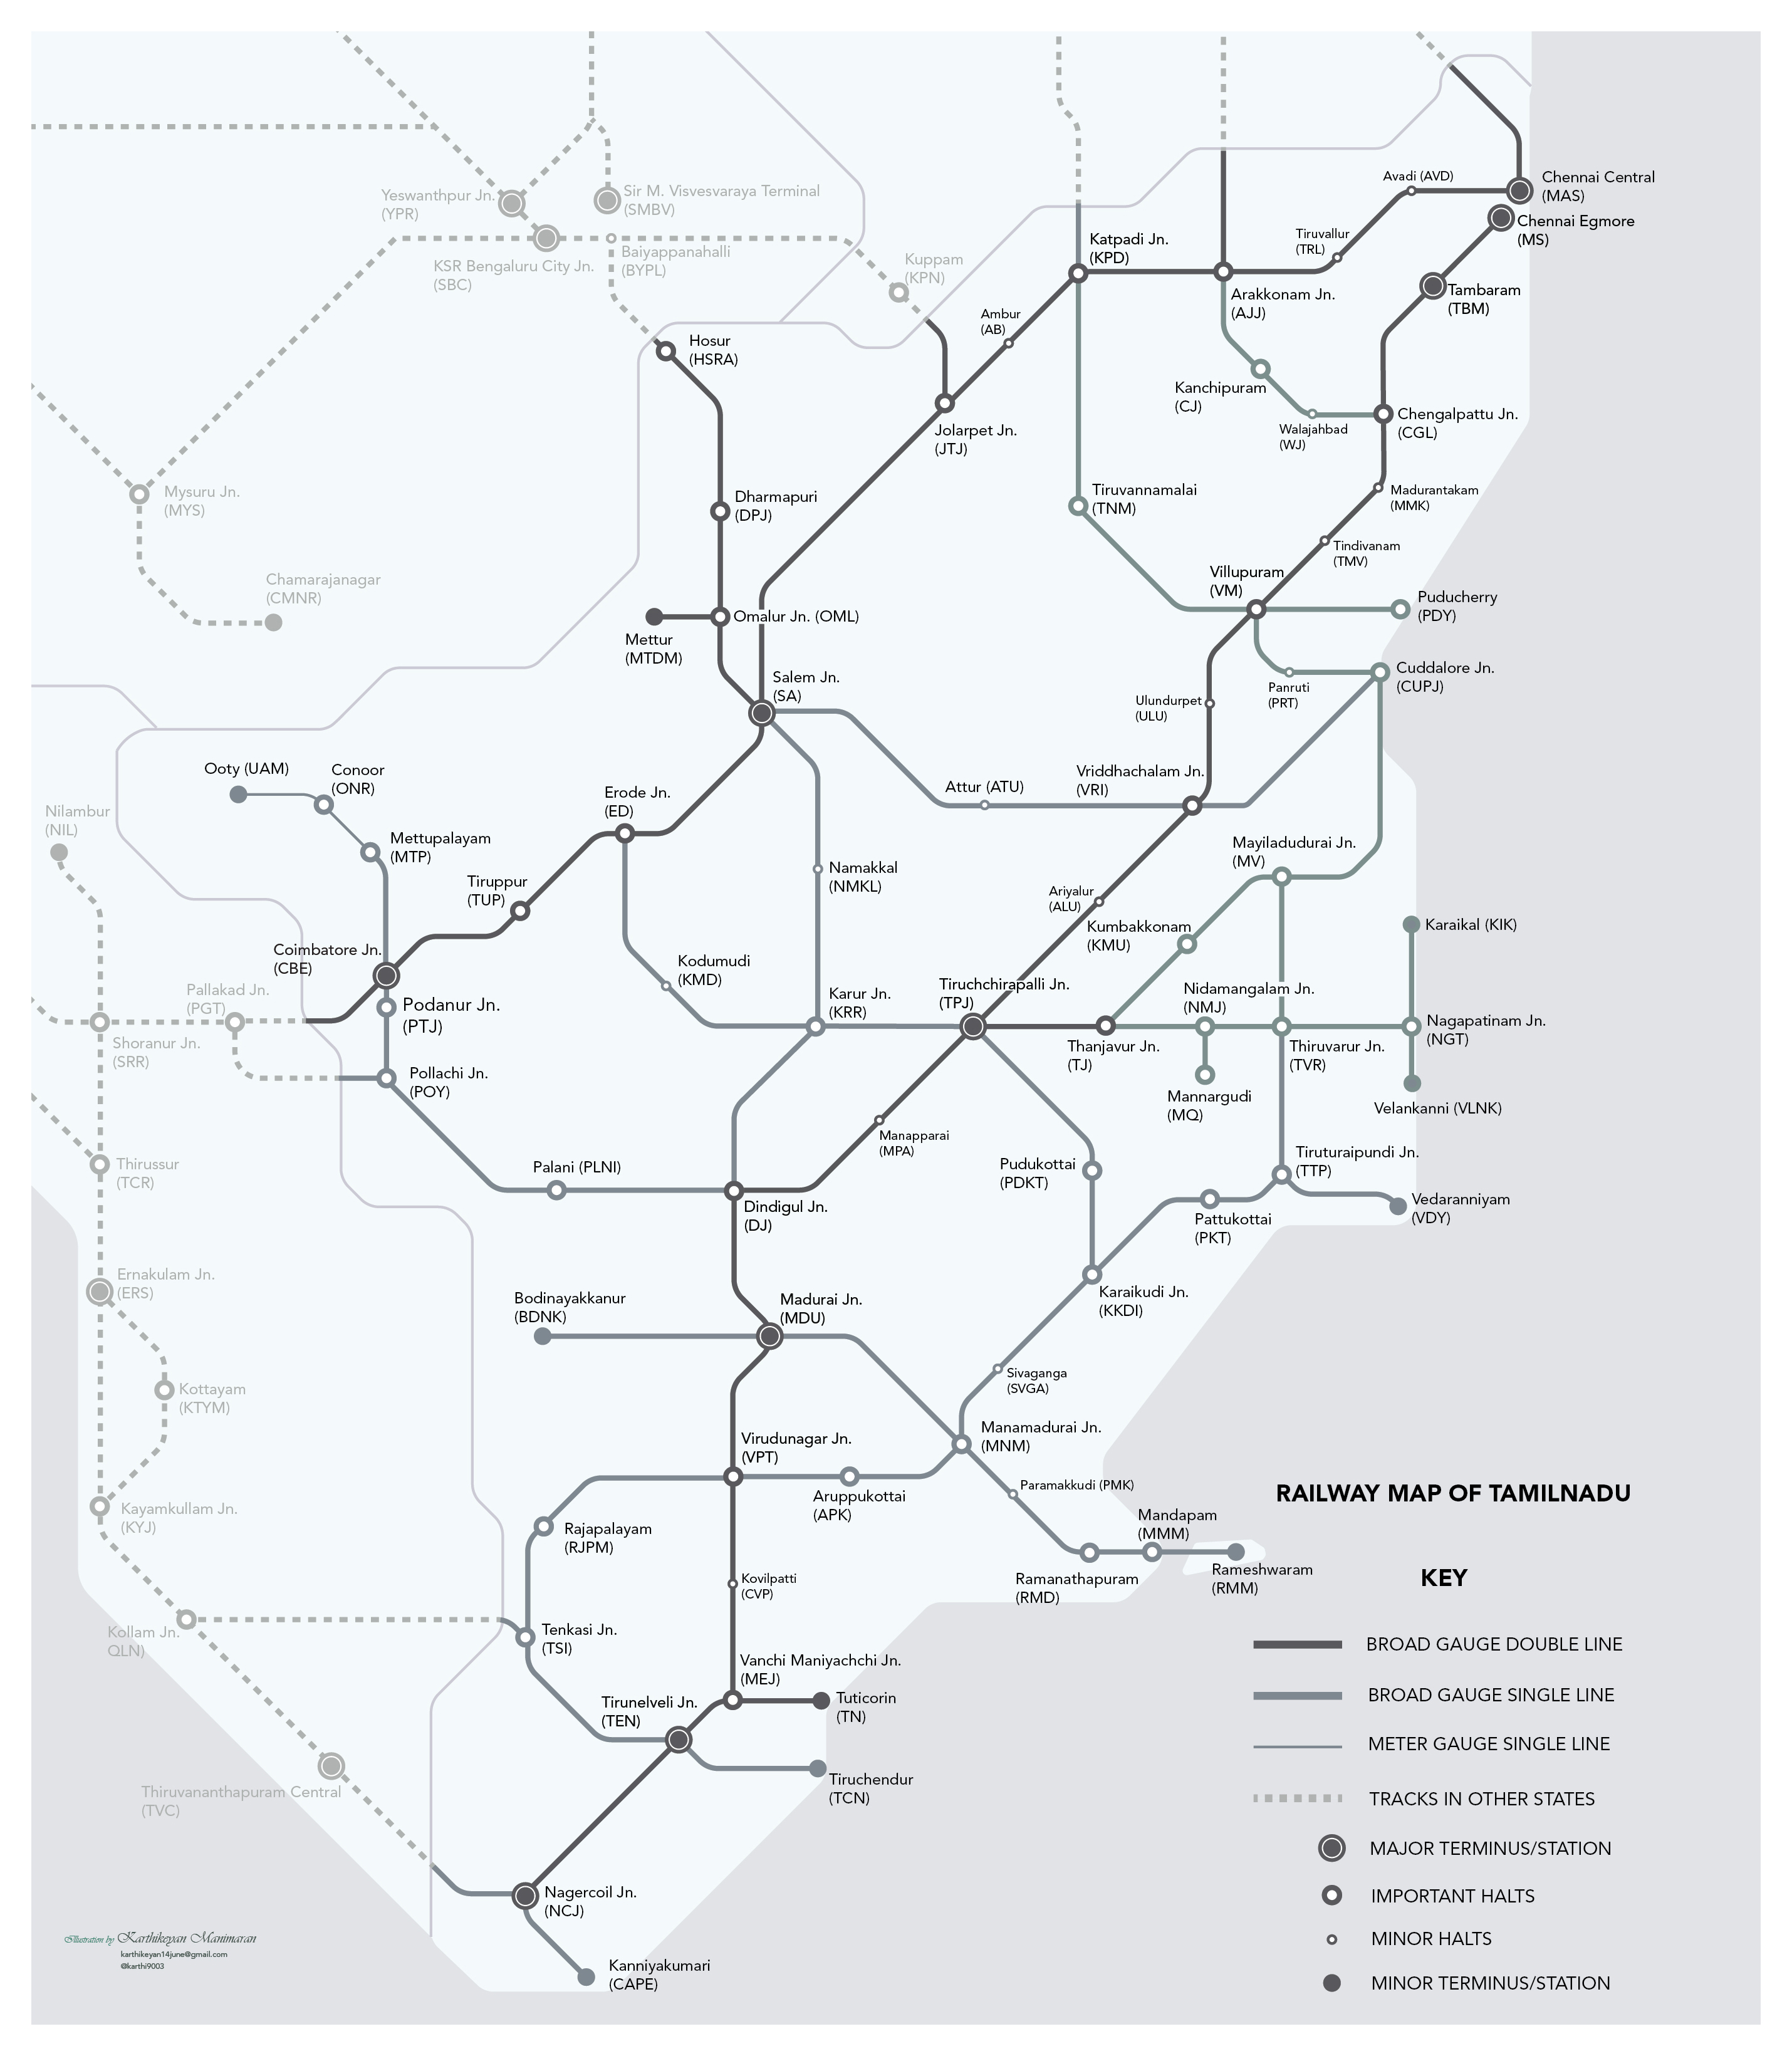 Yeswanthpur Jn.
(YPR)
Sir M. Visvesvaraya Terminal
(SMBV)
KSR Bengaluru City Jn.
(SBC)
Baiyappanahalli
(BYPL)
Kuppam
(KPN)
Katpadi Jn.
(KPD)
Arakkonam Jn.
(AJJ)
Tiruvallur
(TRL)
Avadi (AVD)
Chennai Central
(MAS)
Chennai Egmore
(MS)
Tambaram
(TBM)
Hosur
(HSRA)
Ambur
(AB)
Jolarpet Jn.
(JTJ)
Kanchipuram
(CJ)
Walajahbad
(WJ)
Chengalpattu Jn.
(CGL)
Madurantakam
(MMK)
Tindivanam
(TMV)
Mysuru Jn.
(MYS)
Chamarajanagar
(CMNR)
Dharmapuri
(DPJ)
Tiruvannamalai
(TNM)
Villupuram
(VM)
Puducherry
(PDY)
Omalur Jn. (OML)
Mettur
(MTDM)
Salem Jn.
(SA)
Ulundurpet
(ULU)
Panruti
(PRT)
Cuddalore Jn.
(CUPJ)
Ooty (UAM)
Conoor
(ONR)
Mettupalayam
(MTP)
Nilambur
(NIL)
Erode Jn.
(ED)
Attur (ATU)
Vriddhachalam Jn.
(VRI)
Tiruppur
(TUP)
Namakkal
(NMKL)
Mayiladudurai Jn.
(MV)
Ariyalur
(ALU)
Kumbakkonam
(KMU)
Karaikal (KIK)
Coimbatore Jn.
(CBE)
Kodumudi
(KMD)
Pallakad Jn.
(PGT)
Podanur Jn.
(PTJ)
Shoranur Jn.
(SRR)
Karur Jn.
(KRR)
Tiruchchirapalli Jn.
(TPJ)
Nidamangalam Jn.
(NMJ)
Thanjavur Jn.
(TJ)
Thiruvarur Jn.
(TVR)
Nagapatinam Jn.
(NGT)
Pollachi Jn.
(POY)
Mannargudi
(MQ)
Velankanni (VLNK)
Thirussur
(TCR)
Palani (PLNI)
Manapparai
(MPA)
Pudukottai
(PDKT)
Tiruturaipundi Jn.
(TTP)
Dindigul Jn.
(DJ)
Pattukottai
(PKT)
Vedaranniyam
(VDY)
Ernakulam Jn.
(ERS)
Bodinayakkanur
(BDNK)
Madurai Jn.
(MDU)
Karaikudi Jn.
(KKDI)
Kottayam
(KTYM)
Sivaganga
(SVGA)
Virudunagar Jn.
(VPT)
Manamadurai Jn.
(MNM)
Aruppukottai
(APK)
Paramakkudi (PMK)
Kayamkullam Jn.
(KYJ)
Rajapalayam
(RJPM)
Mandapam
(MMM)
Ramanathapuram
(RMD)
Rameshwaram
(RMM)
Kovilpatti
(CVP)
Kollam Jn.
QLN)
Tenkasi Jn.
(TSI)
Vanchi Maniyachchi Jn.
(MEJ)
Tuticorin
(TN)
Tirunelveli Jn.
(TEN)
Tiruchendur
(TCN)
Thiruvananthapuram Central
(TVC)
Nagercoil Jn.
(NCJ)
Kanniyakumari
(CAPE)
RAILWAY MAP OF TAMILNADU
KEY
BROAD GAUGE DOUBLE LINE
BROAD GAUGE SINGLE LINE
METER GAUGE SINGLE LINE
TRACKS IN OTHER STATES
MAJOR TERMINUS/STATION
IMPORTANT HALTS
MINOR HALTS
MINOR TERMINUS/STATION
Illustration by Karthikeyan Manimaran
karthikeyan14june@gmail.com
@karthi9003